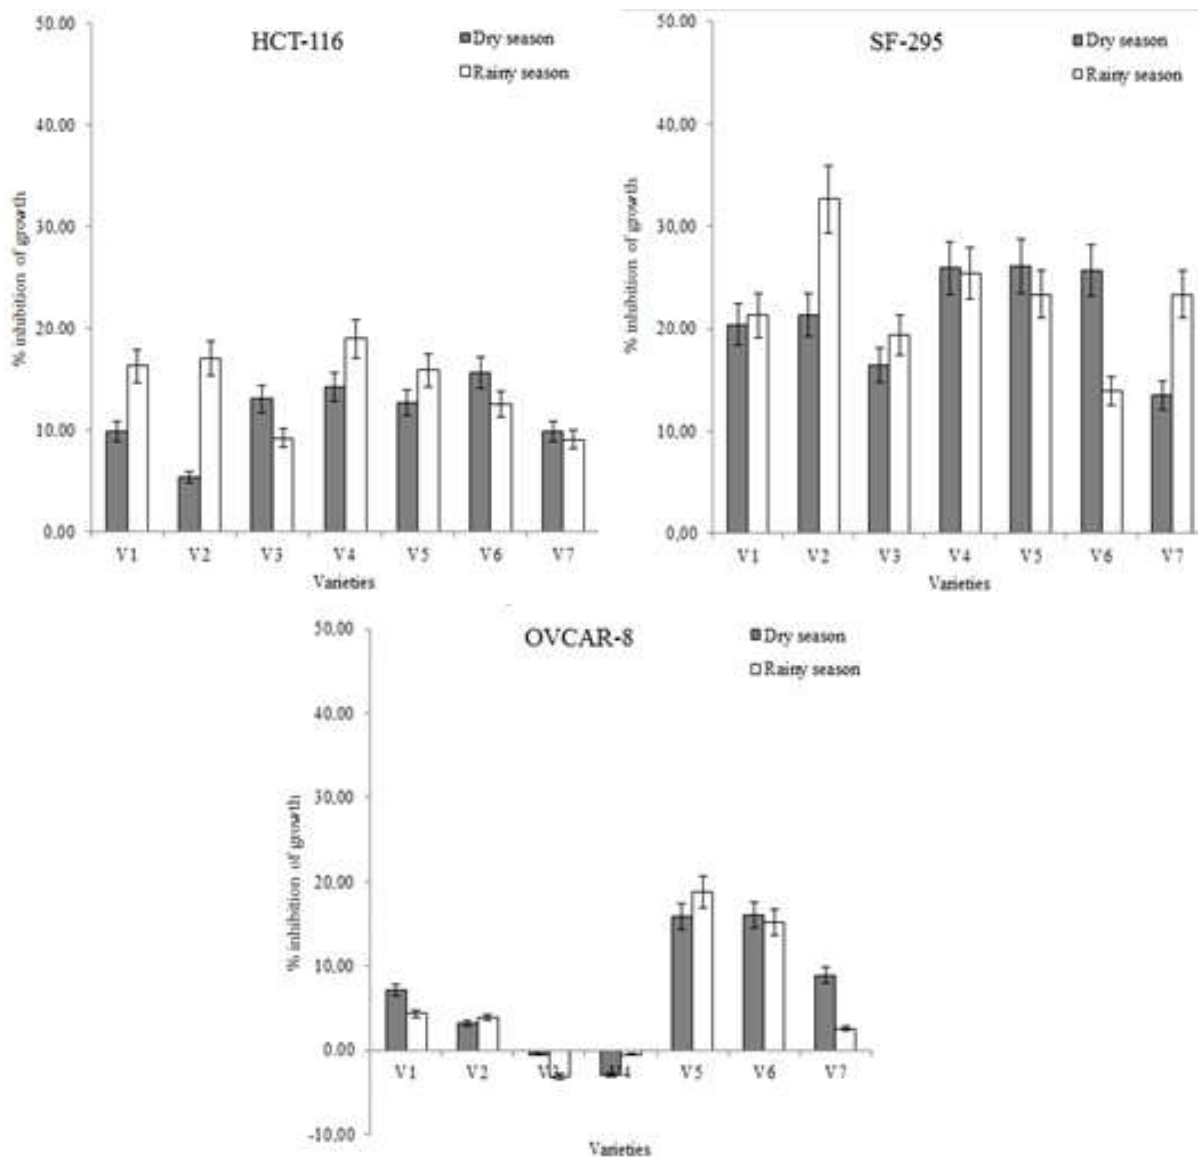 HCT-116
Dry season
Rainy season
% inhibition of growth
50.00
40.00
30.00
20.00
10.00
0.00
V1 V2 V3 V4 V5 V6 V7
Varieties
SF-295
Dry season
Rainy season
% inhibition of growth
50,00
40,00
30,00
20,00
10,00
0,00
V1 V2 V3 V4 V5 V6 V7
Varieties
OVCAR-8
Dry season
Rainy season
% inhibition of growth
50.00
40.00
30.00
20.00
10.00
0.00
-10.00
V1 V2 V3 V4 V5 V6 V7
Varieties